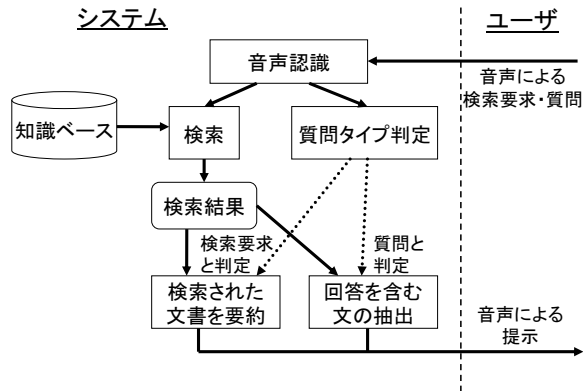 システム
ユーザ
音声認識
音声による
検索要求・質問
知識ベース
検索
質問タイプ判定
検索結果
検索要求
と判定
質問と
判定
検索された
文書を要約
回答を含む
文の抽出
音声による
提示